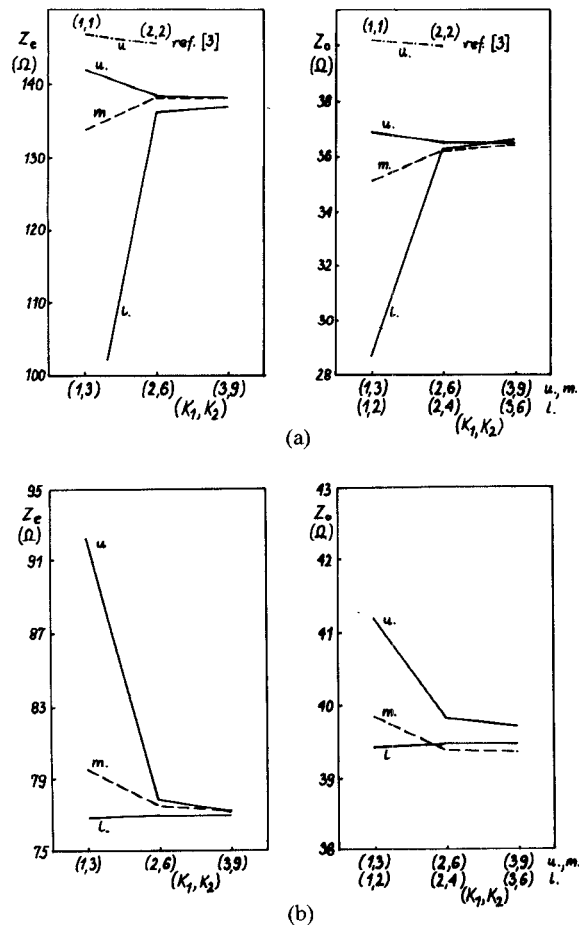 Zₑ
(Ω)
140
130
120
110
100
(1,1)
(2,2)
u.
ref. [3]
u.
m
l.
(1,3)
(2,6)
(3,9)
(K₁, K₂)
Zₒ
(Ω)
38
36
34
32
30
28
(1,1)
(2,2)
u.
ref. [3]
u.
m.
l.
(1,3)
(2,6)
(3,9)
u., m.
(1,2)
(2,4)
(3,6)
l.
(K₁, K₂)
(a)
95
Zₑ
(Ω)
91
87
83
79
75
u
m.
l.
(1,3)
(2,6)
(3,9)
(K₁, K₂)
43
Zₒ
(Ω)
42
41
40
39
38
u.
m.
l
(1,3)
(2,6)
(3,9)
u., m.
(1,2)
(2,4)
(3,6)
l.
(K₁, K₂)
(b)